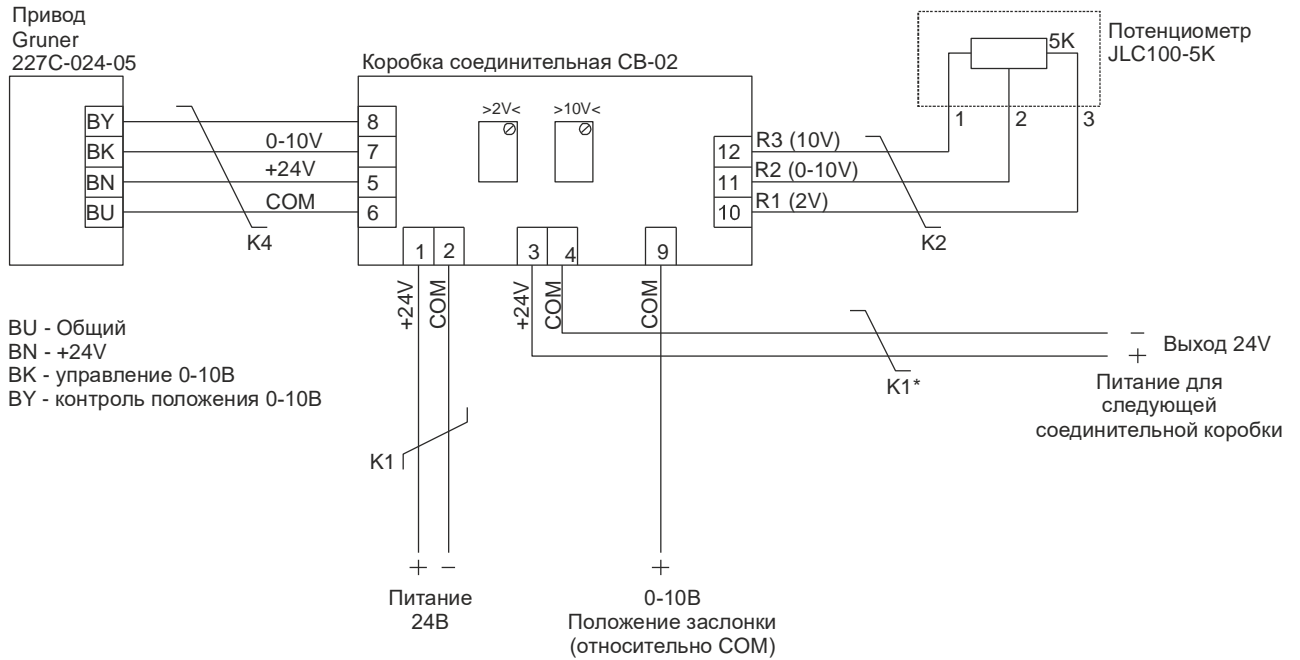 Привод
Gruner
227C-024-05
Коробка соединительная СВ-02
Потенциометр
JLC100-5K
5K
1 2 3
>2V< >10V<
BY
BK
BN
BU
0-10V
+24V
COM
K4
8
7
5
6
12
11
10
R3 (10V)
R2 (0-10V)
R1 (2V)
K2
1 2 3 4 9
+24V
COM
+24V
COM
COM
BU - Общий
BN - +24V
BK - управление 0-10В
BY - контроль положения 0-10В
K1
K1*
− Выход 24V
+
Питание для
следующей
соединительной коробки
+ −
Питание
24В
+
0-10В
Положение заслонки
(относительно COM)